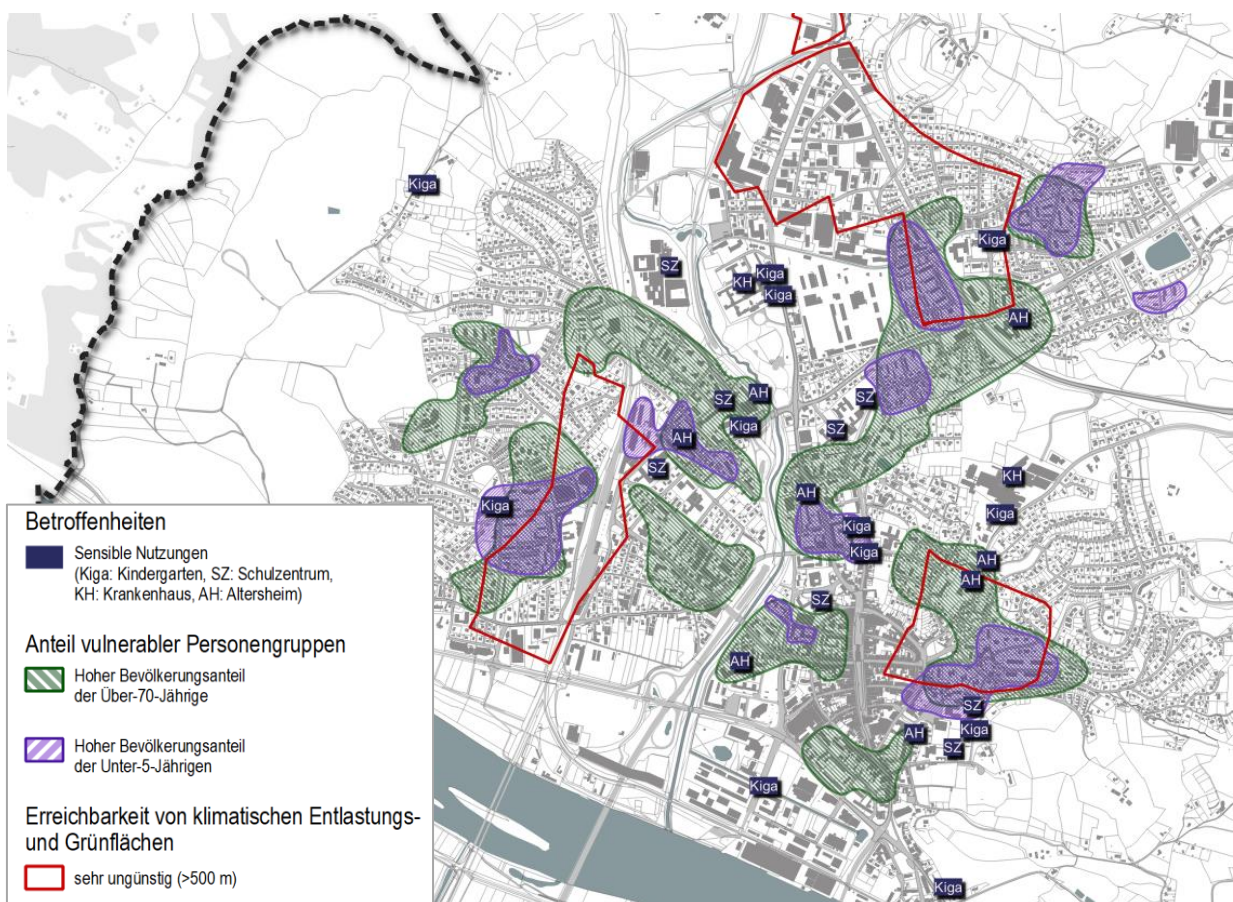 Kiga
Kiga
SZ
Kiga
KH
Kiga
AH
AH
SZ
SZ
Kiga
SZ
AH
SZ
KH
AH
Kiga
Kiga
Kiga
Kiga
AH
AH
SZ
AH
SZ
Kiga
AH
SZ
Kiga
Kiga
Betroffenheiten
Sensible Nutzungen
(Kiga: Kindergarten, SZ: Schulzentrum,
KH: Krankenhaus, AH: Altersheim)
Anteil vulnerabler Personengruppen
Hoher Bevölkerungsanteil
der Über-70-Jährige
Hoher Bevölkerungsanteil
der Unter-5-Jährigen
Erreichbarkeit von klimatischen Entlastungs-
und Grünflächen
sehr ungünstig (>500 m)